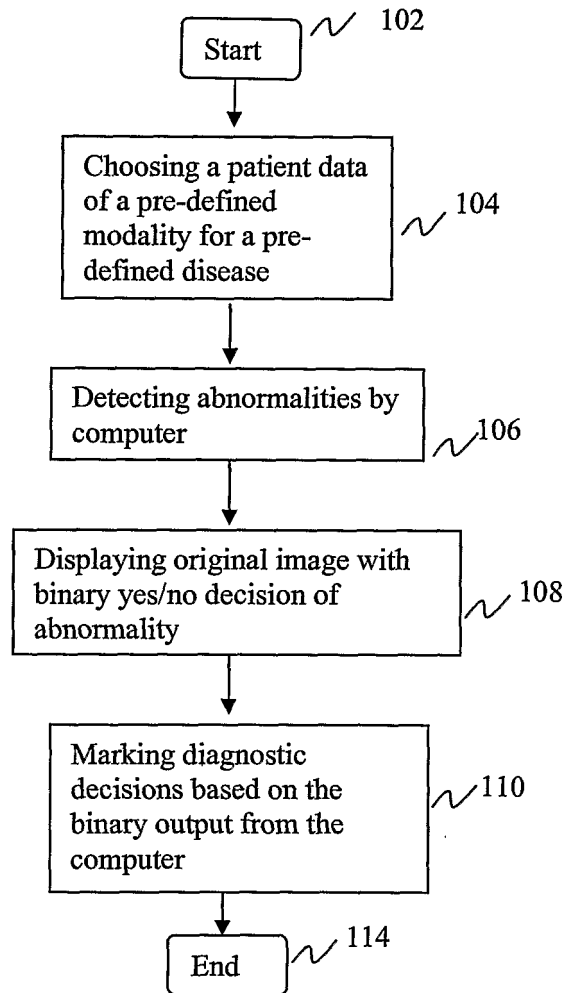 102
Start
Choosing a patient data
of a pre-defined
modality for a pre-
defined disease
104
Detecting abnormalities by
computer
106
Displaying original image with
binary yes/no decision of
abnormality
108
Marking diagnostic
decisions based on the
binary output from the
computer
110
114
End